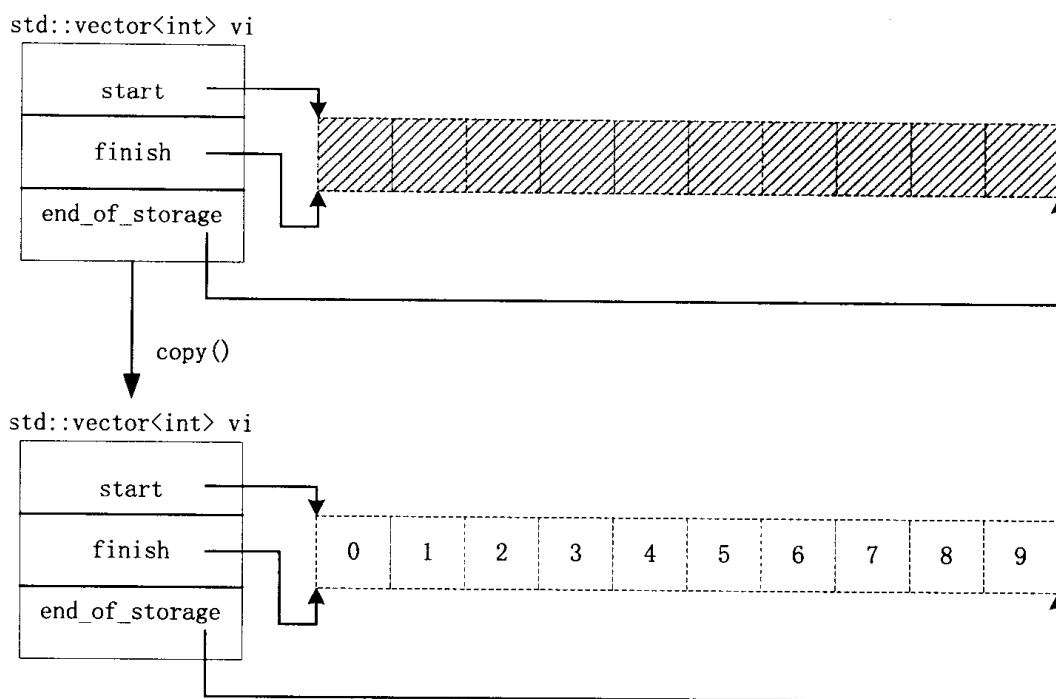 std::vector<int> vi
start
finish
end_of_storage
copy()
std::vector<int> vi
start
finish
end_of_storage
0 1 2 3 4 5 6 7 8 9